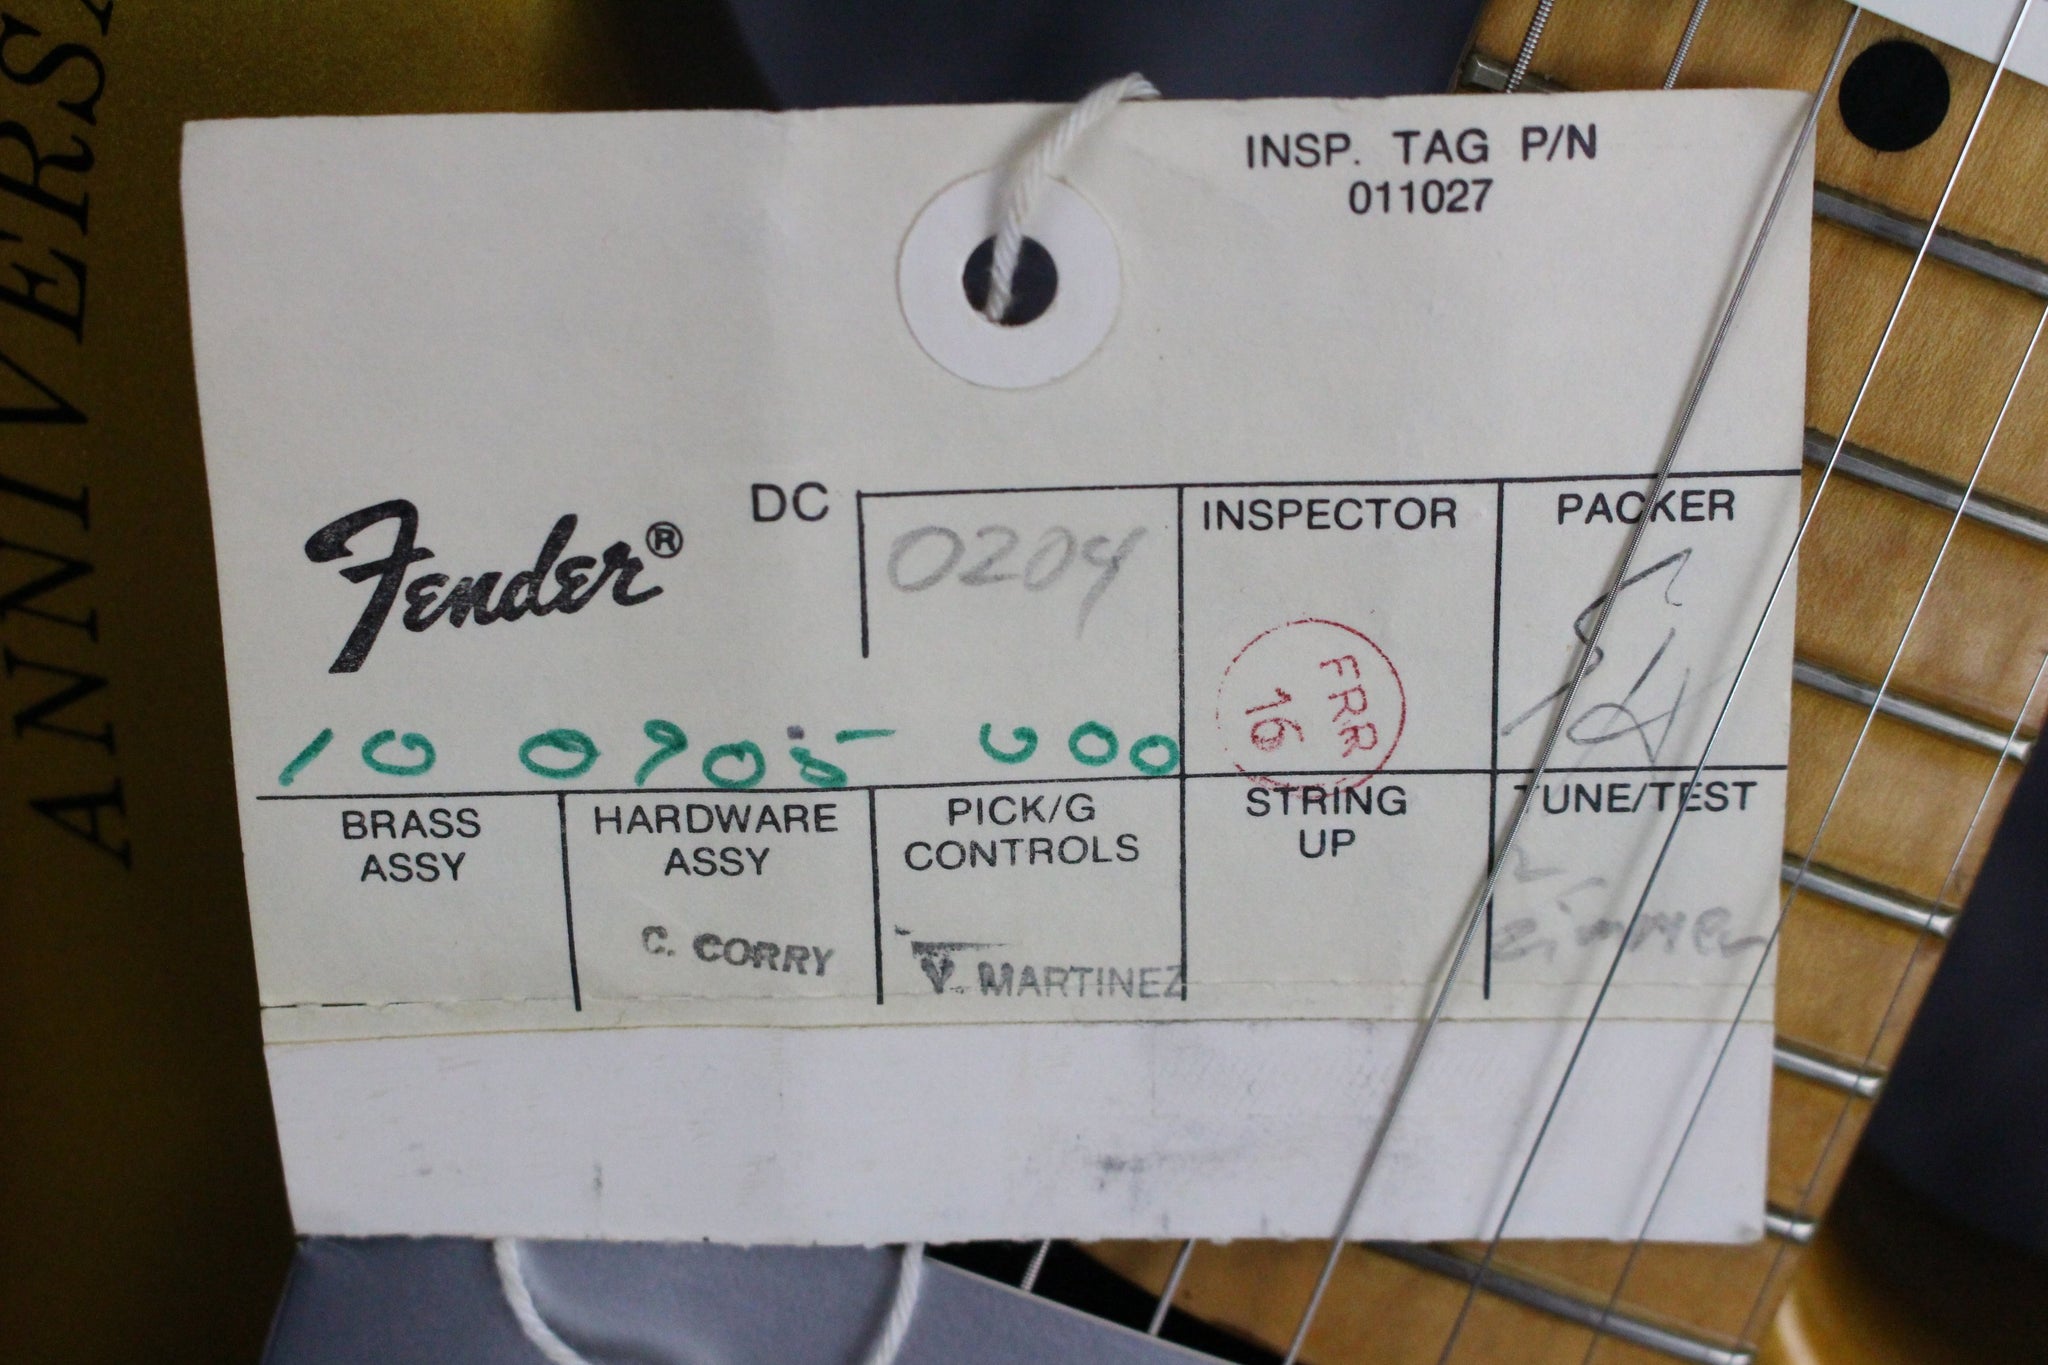 ANNIVERSA
INSP. TAG P/N
011027
Fender®
DC
0204
INSPECTOR
FRR
16
PACKER
10 0905 000
BRASS
ASSY
HARDWARE
ASSY
C. CORRY
PICK/G
CONTROLS
V. MARTINEZ
STRING
UP
TUNE/TEST